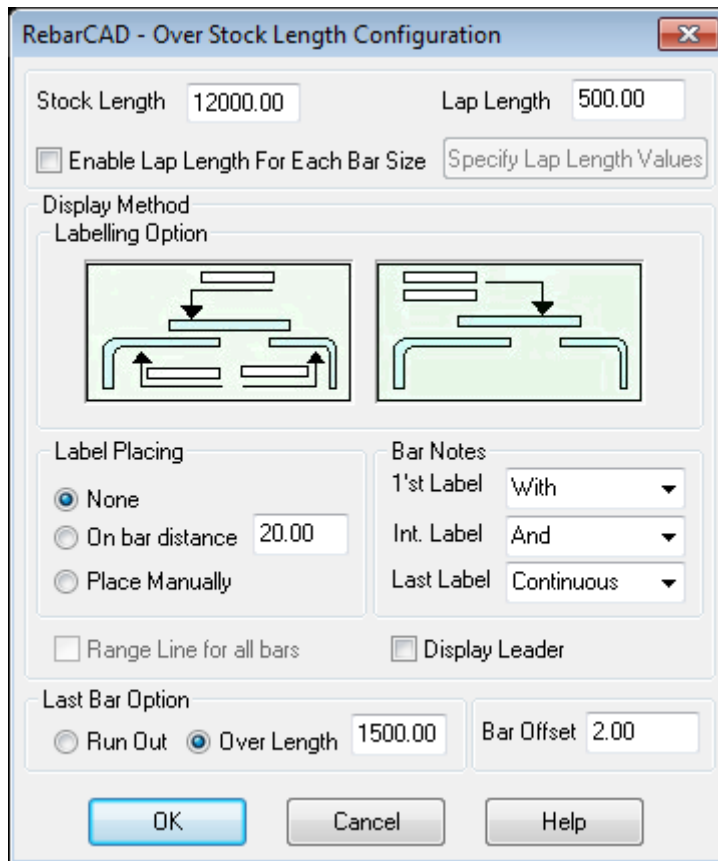 RebarCAD - Over Stock Length Configuration
Stock Length 12000.00 Lap Length 500.00
Enable Lap Length For Each Bar Size Specify Lap Length Values
Display Method
Labelling Option
Label Placing
None
On bar distance 20.00
Place Manually
Bar Notes
1'st Label With
Int. Label And
Last Label Continuous
Range Line for all bars Display Leader
Last Bar Option
Run Out Over Length 1500.00 Bar Offset 2.00
OK Cancel Help